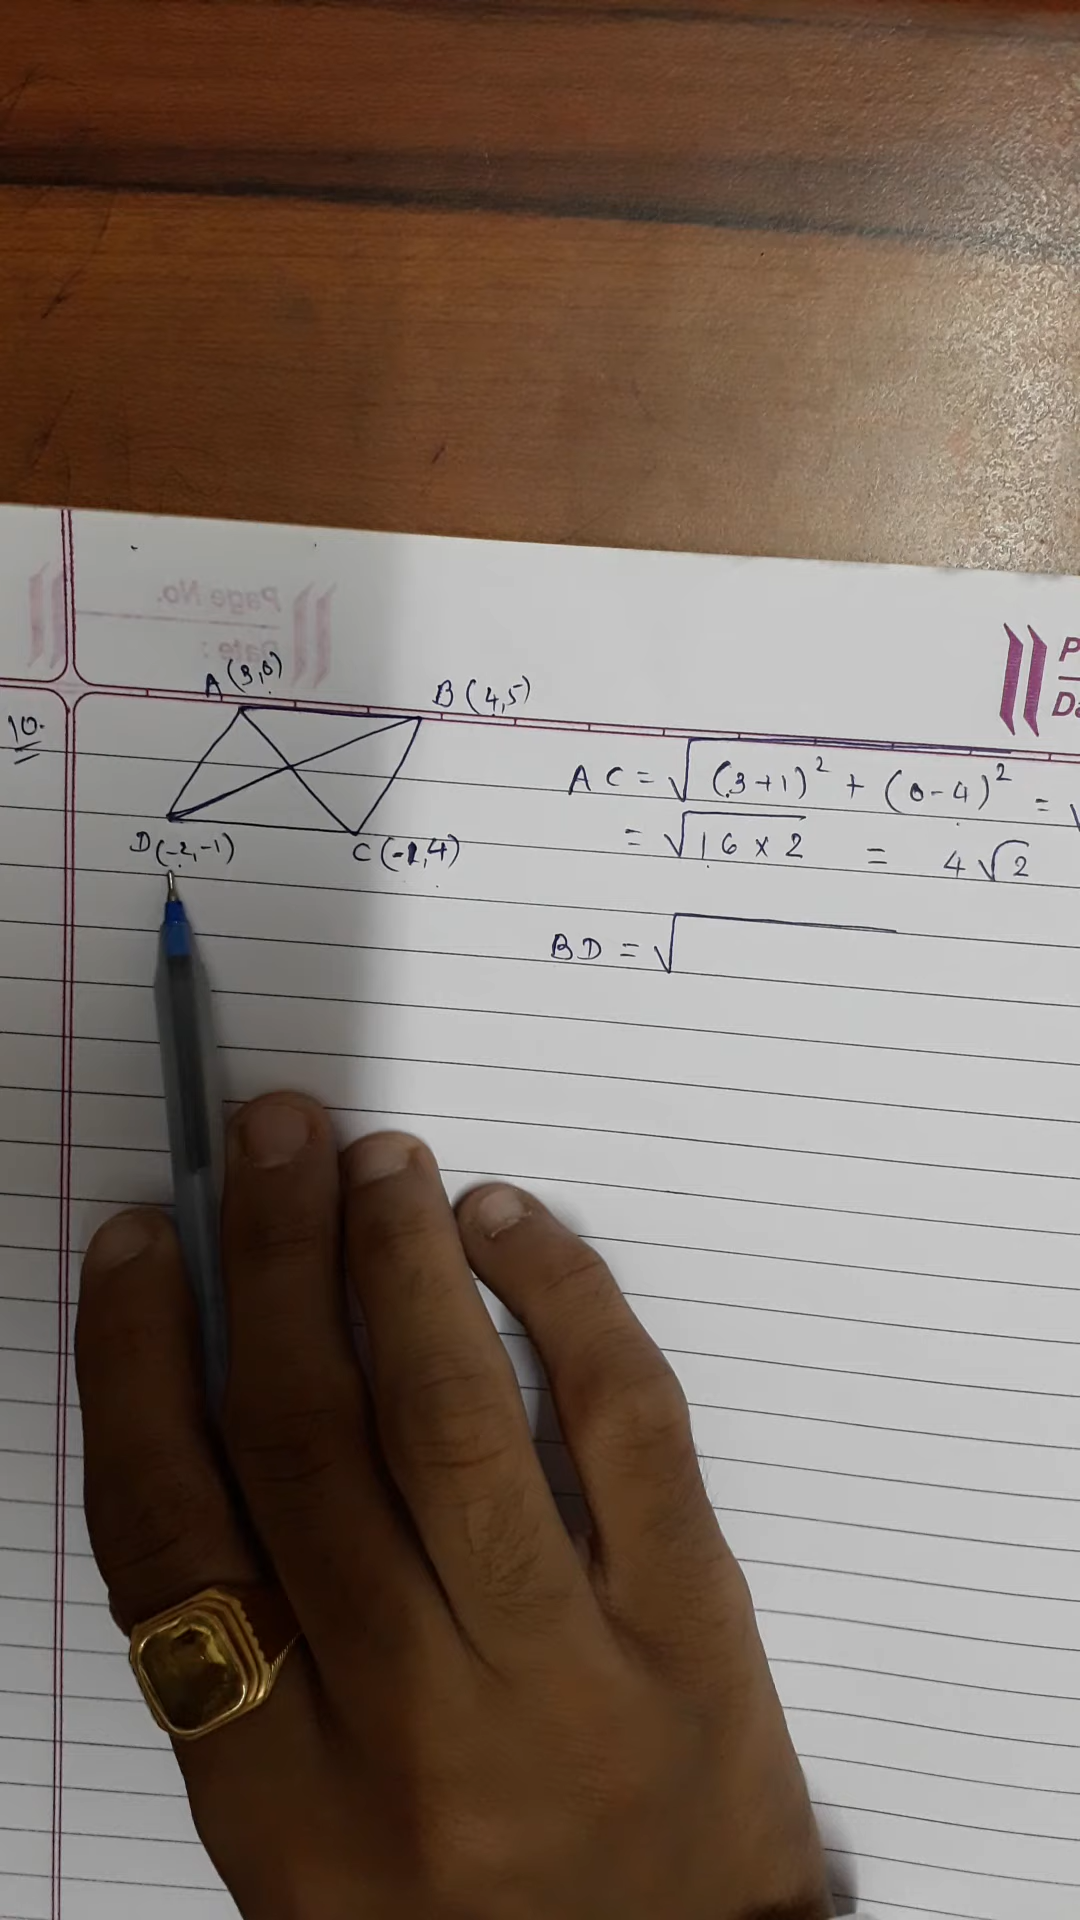 Page No.
Date:
P
Da
A (3,0)
B (4,5)
10.
AC = √(3+1)² + (0-4)² = √
D(-2,-1)
C (-1,4)
= √16 × 2 = 4√2
BD = √